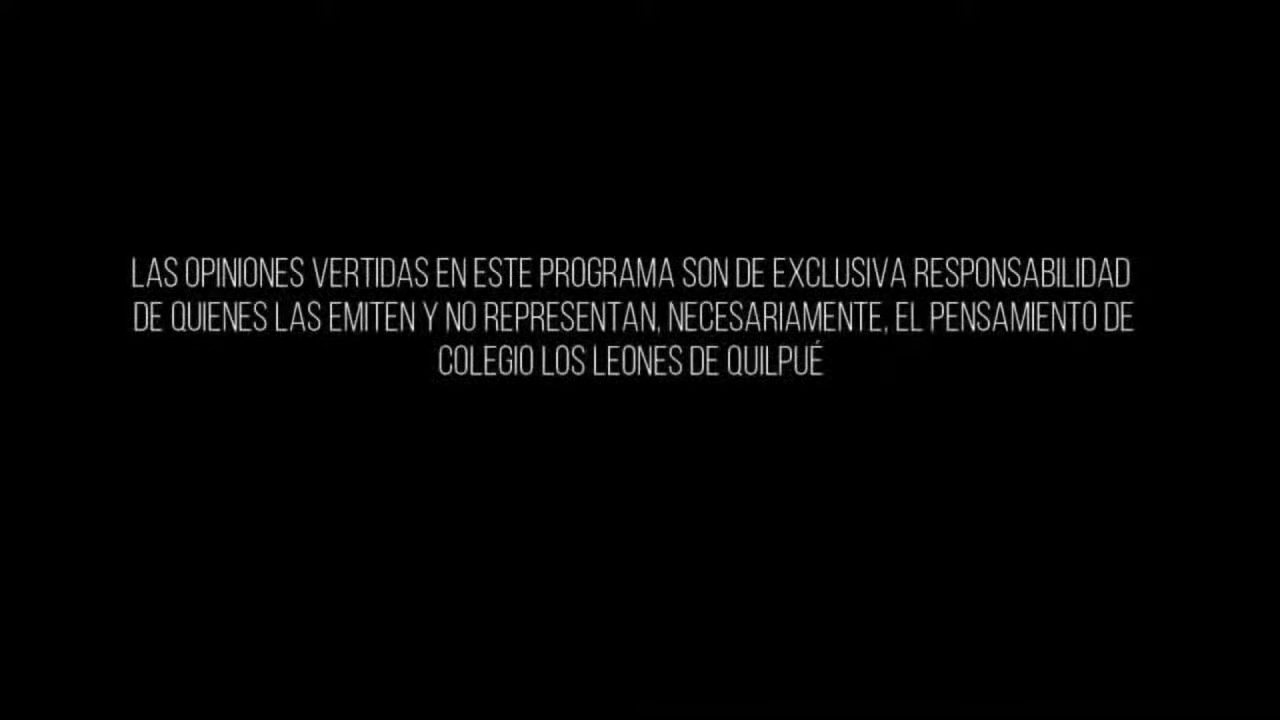 LAS OPINIONES VERTIDAS EN ESTE PROGRAMA SON DE EXCLUSIVA RESPONSABILIDAD
DE QUIENES LAS EMITEN Y NO REPRESENTAN, NECESARIAMENTE, EL PENSAMIENTO DE
COLEGIO LOS LEONES DE QUILPUÉ